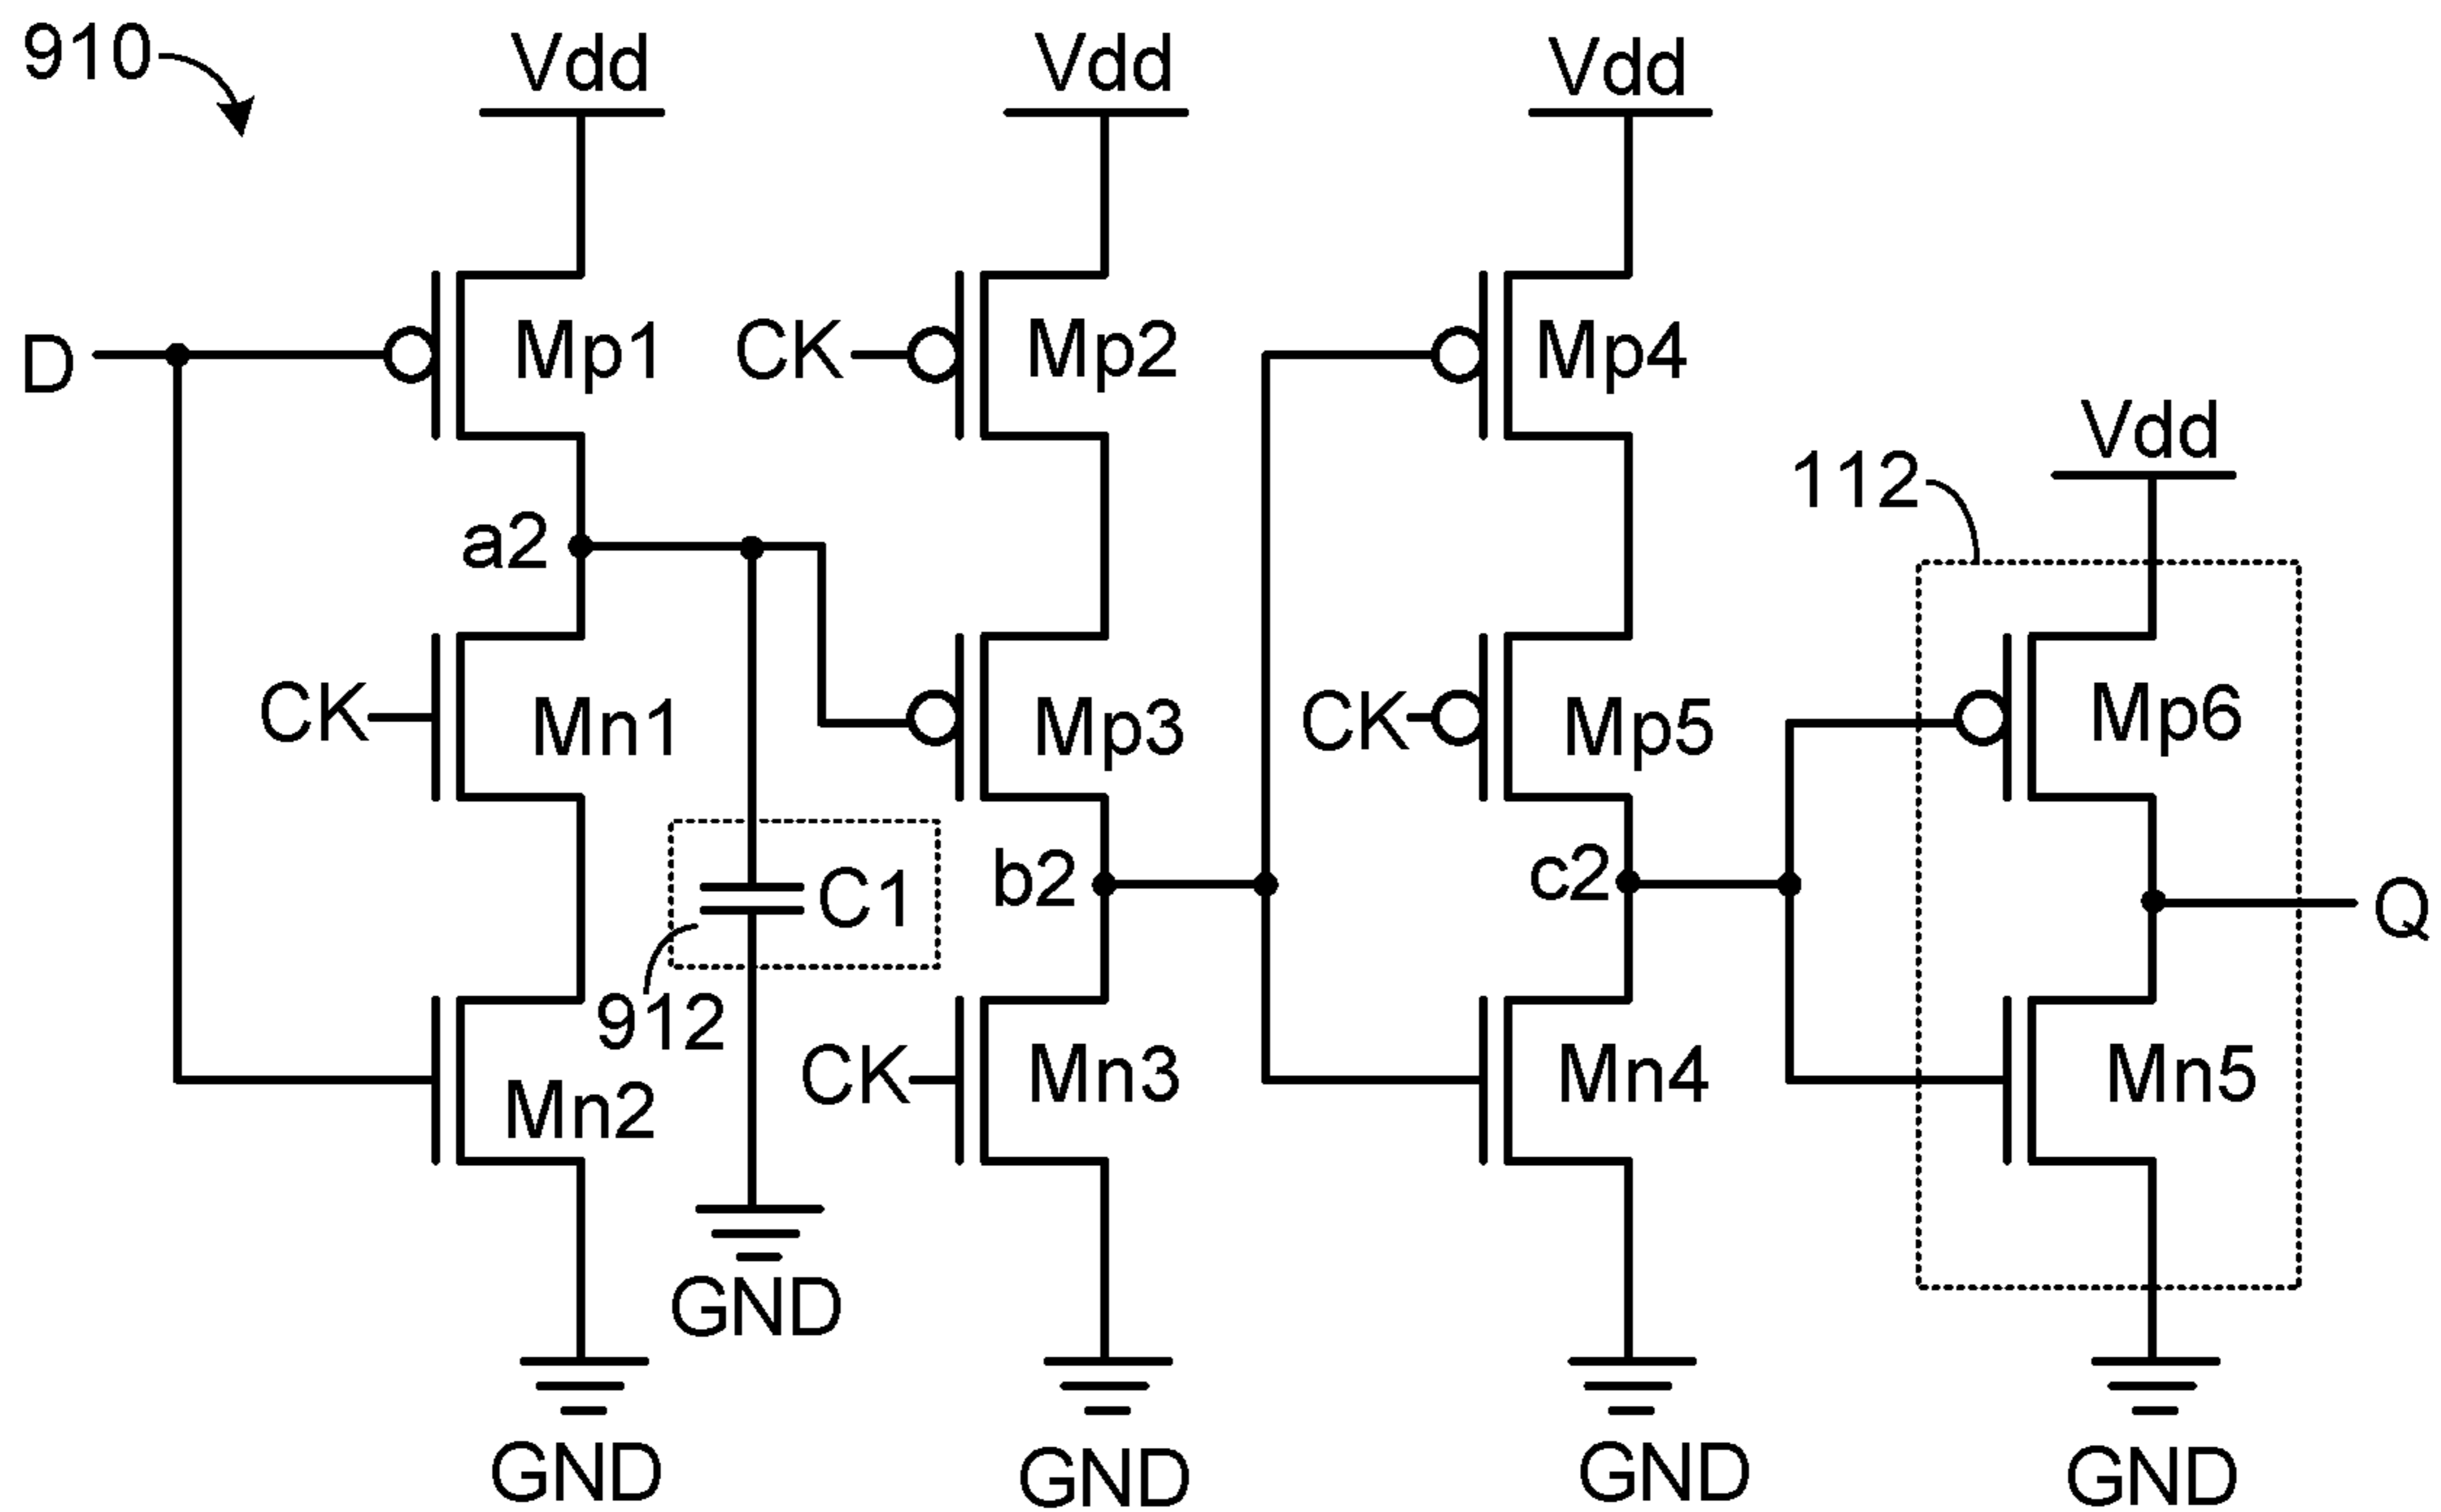 910
Vdd
Vdd
Vdd
D
Mp1
CK
Mp2
Mp4
Vdd
112
a2
CK
Mn1
Mp3
CK
Mp5
Mp6
C1
b2
c2
Q
912
Mn2
CK
Mn3
Mn4
Mn5
GND
GND
GND
GND
GND